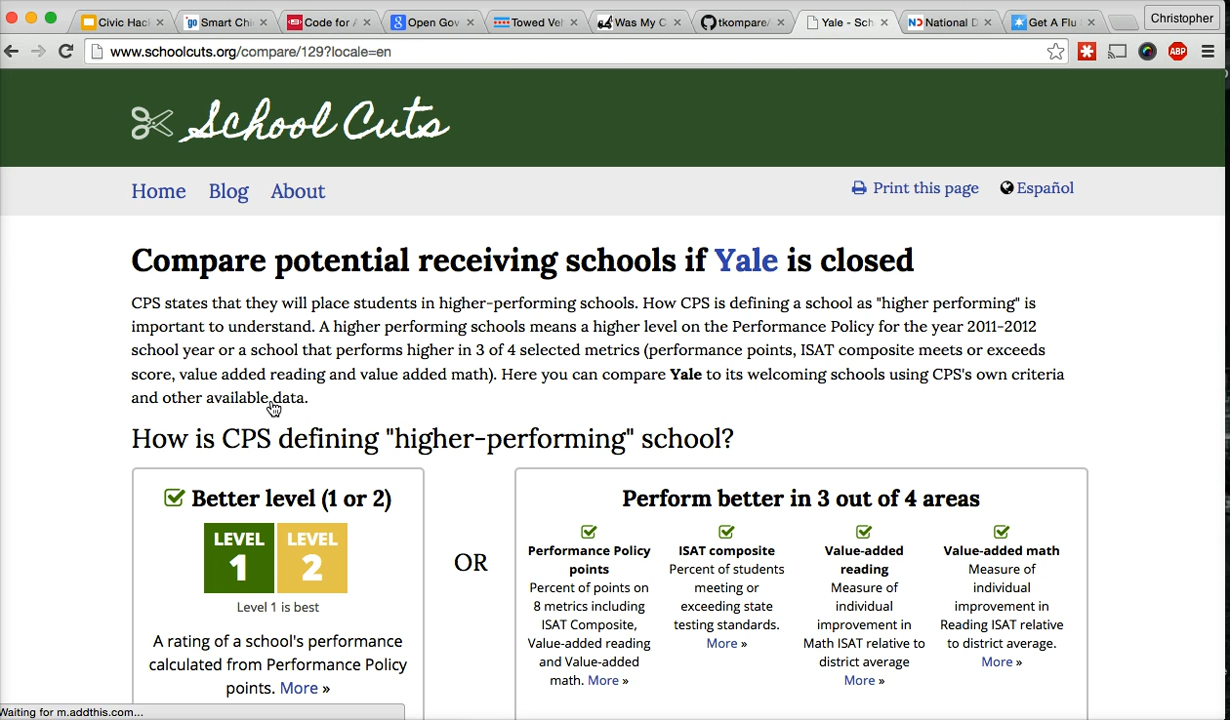 Civic Hack
Smart Chi
Code for A
Open Gov
Towed Veh
Was My C
tkompare/
Yale - Sch
National D
Get A Flu
Christopher
www.schoolcuts.org/compare/129?locale=en
ABP
School Cuts
Home Blog About
Print this page Español
Compare potential receiving schools if Yale is closed
CPS states that they will place students in higher-performing schools. How CPS is defining a school as "higher performing" is
important to understand. A higher performing schools means a higher level on the Performance Policy for the year 2011-2012
school year or a school that performs higher in 3 of 4 selected metrics (performance points, ISAT composite meets or exceeds
score, value added reading and value added math). Here you can compare Yale to its welcoming schools using CPS's own criteria
and other available data.
How is CPS defining "higher-performing" school?
Better level (1 or 2)
LEVEL
1
LEVEL
2
Level 1 is best
A rating of a school's performance
calculated from Performance Policy
points. More »
OR
Perform better in 3 out of 4 areas
Performance Policy
points
Percent of points on
8 metrics including
ISAT Composite,
Value-added reading
and Value-added
math. More »
ISAT composite
Percent of students
meeting or
exceeding state
testing standards.
More »
Value-added
reading
Measure of
individual
improvement in
Math ISAT relative to
district average
More »
Value-added math
Measure of
individual
improvement in
Reading ISAT relative
to district average.
More »
Waiting for m.addthis.com...